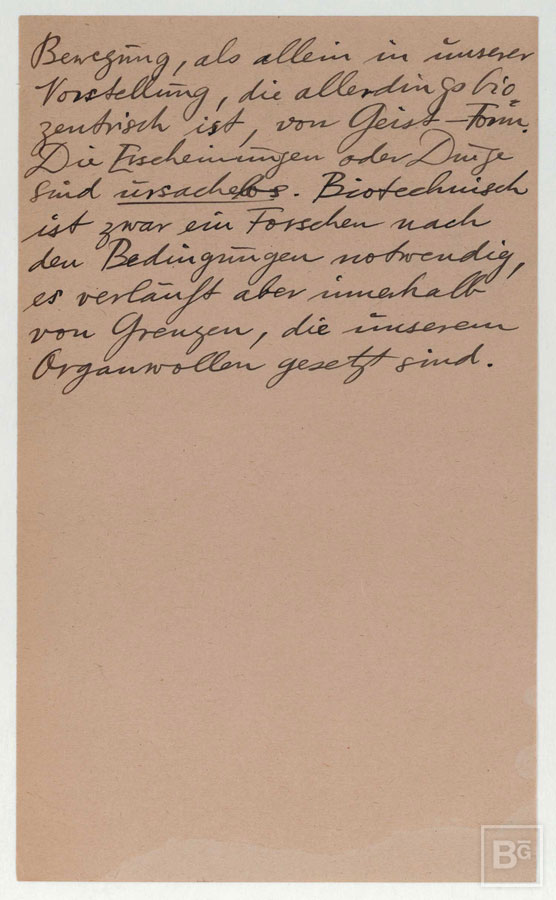 Bewegung, als allein in unserer
Vorstellung, die allerdings bio=
zentrisch ist, von Geist-Form.
Die Erscheinungen oder Dinge
sind ursachelos. Biotechnisch
ist zwar ein Forschen nach
den Bedingungen notwendig,
es verläuft aber innerhalb
von Grenzen, die unserem
Organwollen gesetzt sind.
BG